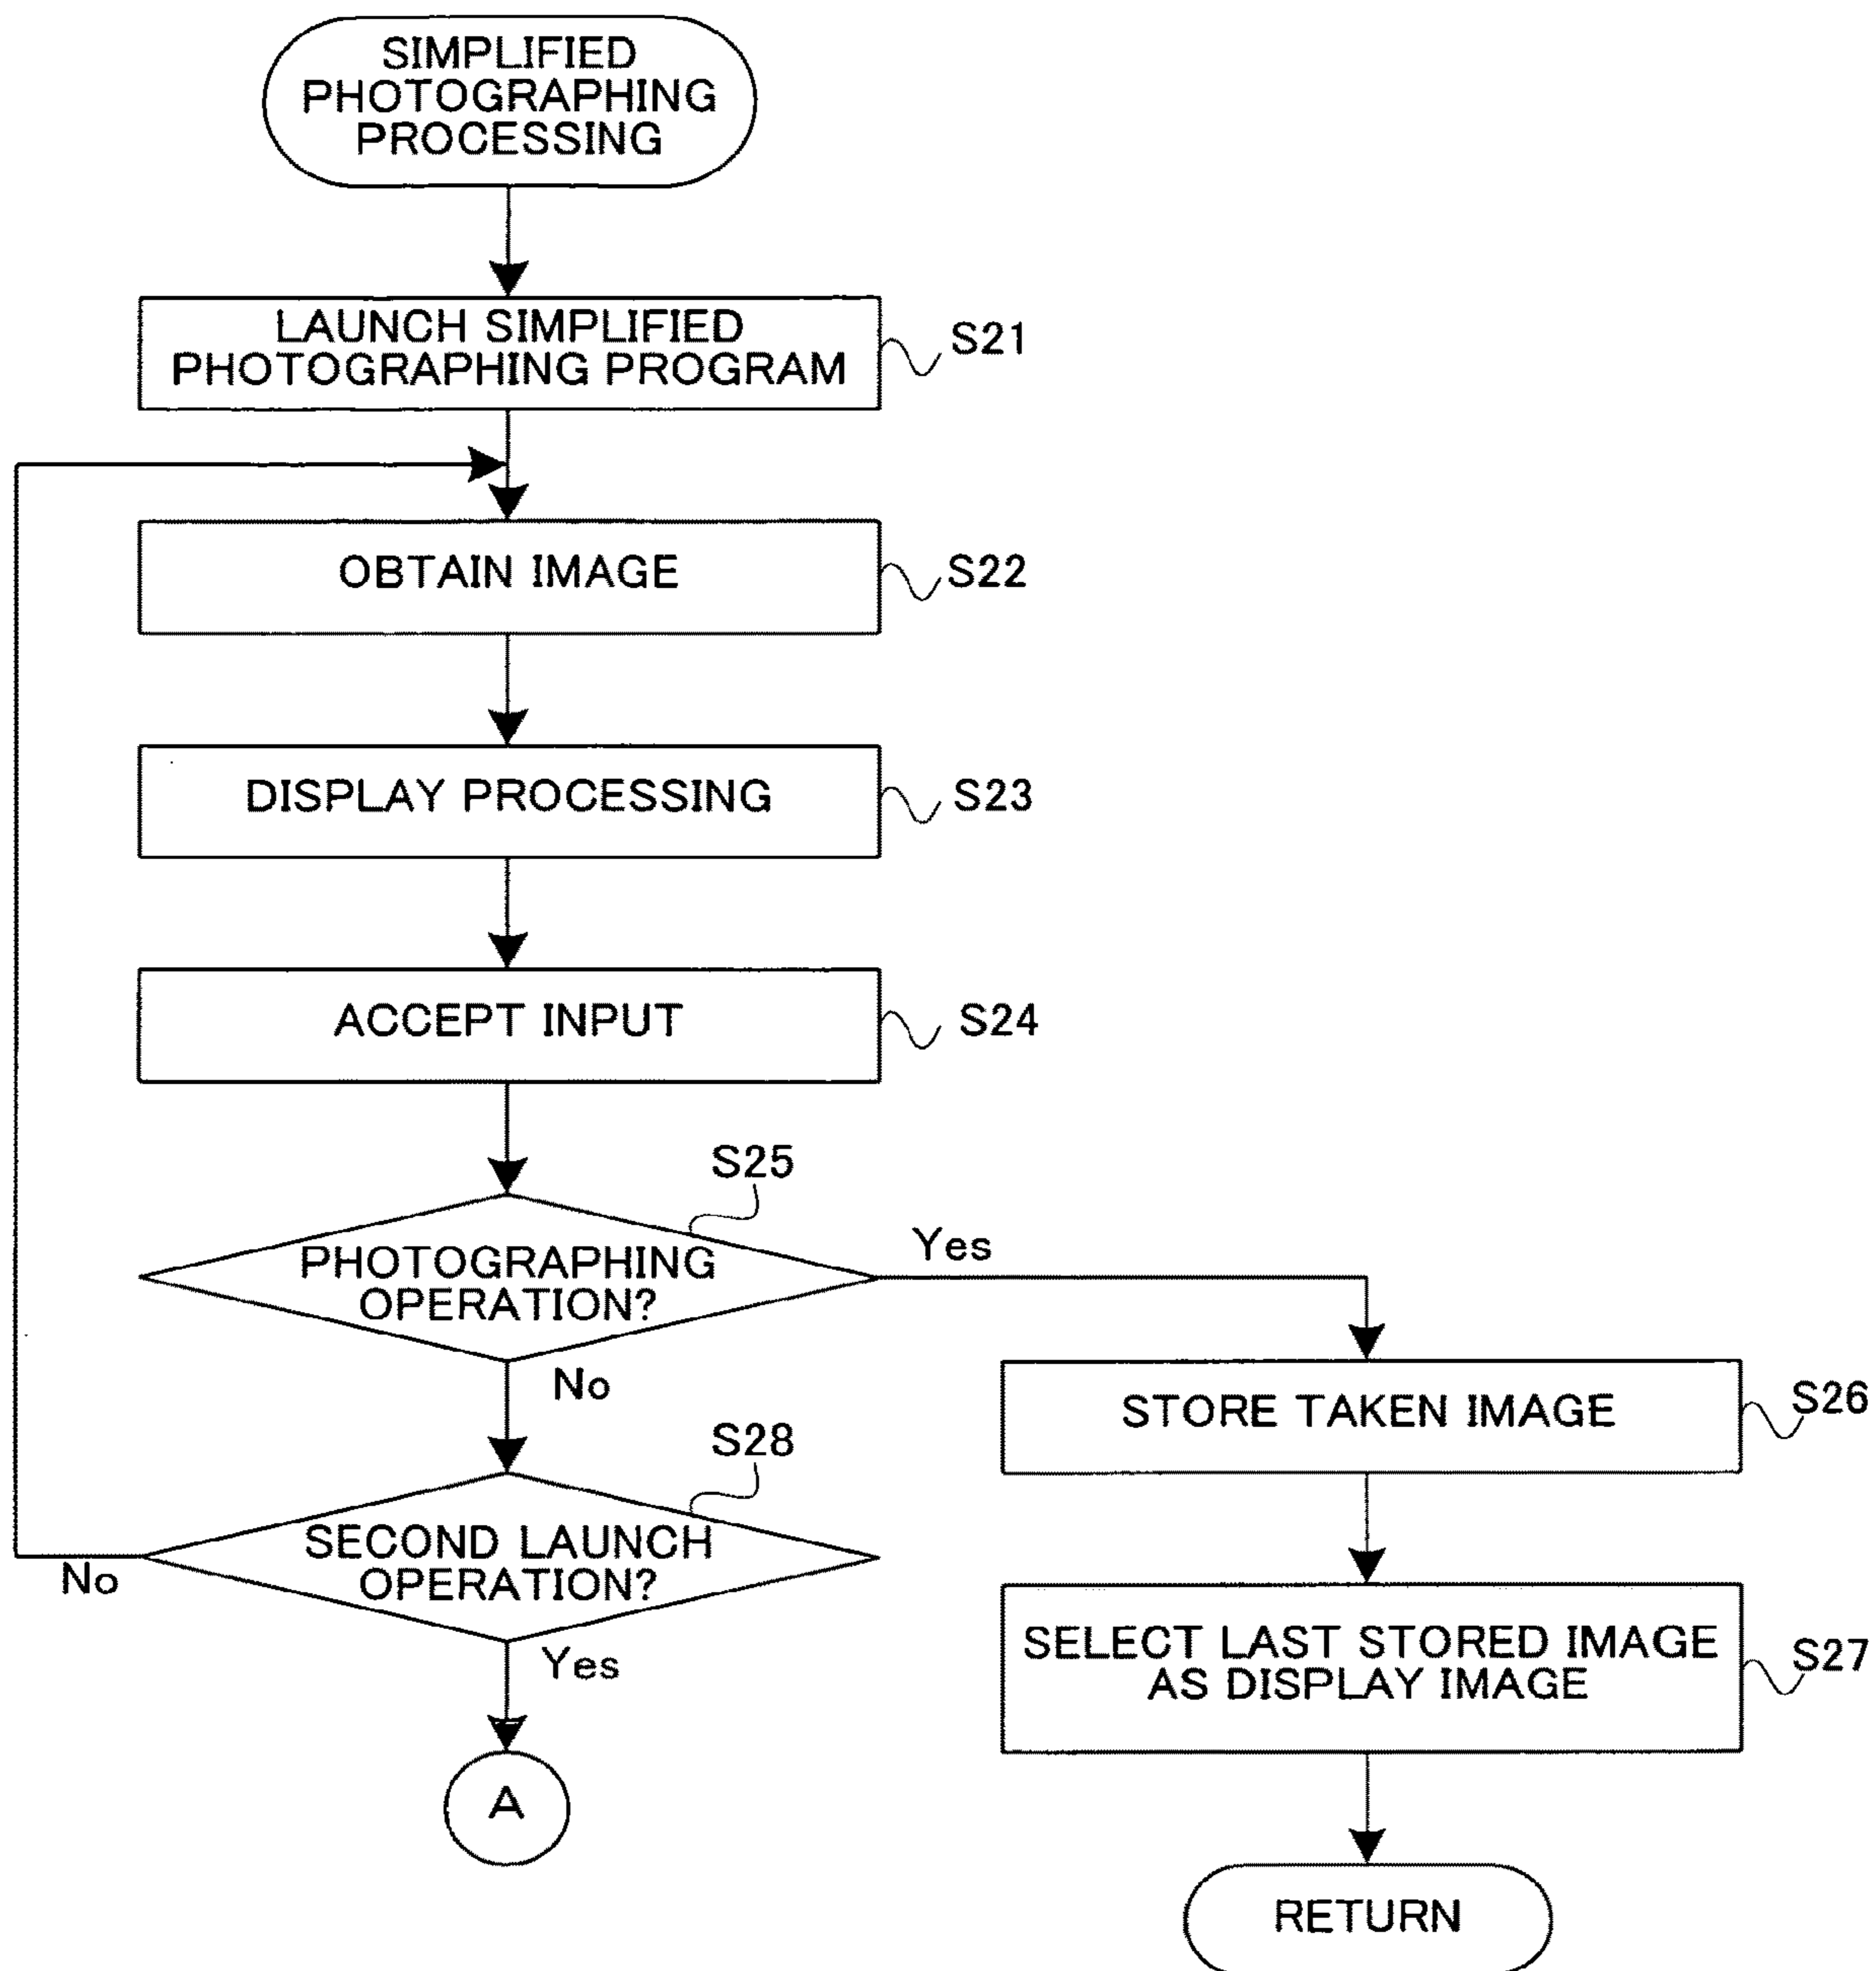 SIMPLIFIED
PHOTOGRAPHING
PROCESSING
LAUNCH SIMPLIFIED
PHOTOGRAPHING PROGRAM
S21
OBTAIN IMAGE
S22
DISPLAY PROCESSING
S23
ACCEPT INPUT
S24
S25
PHOTOGRAPHING
OPERATION?
Yes
No
STORE TAKEN IMAGE
S26
S28
SECOND LAUNCH
OPERATION?
No
Yes
SELECT LAST STORED IMAGE
AS DISPLAY IMAGE
S27
A
RETURN